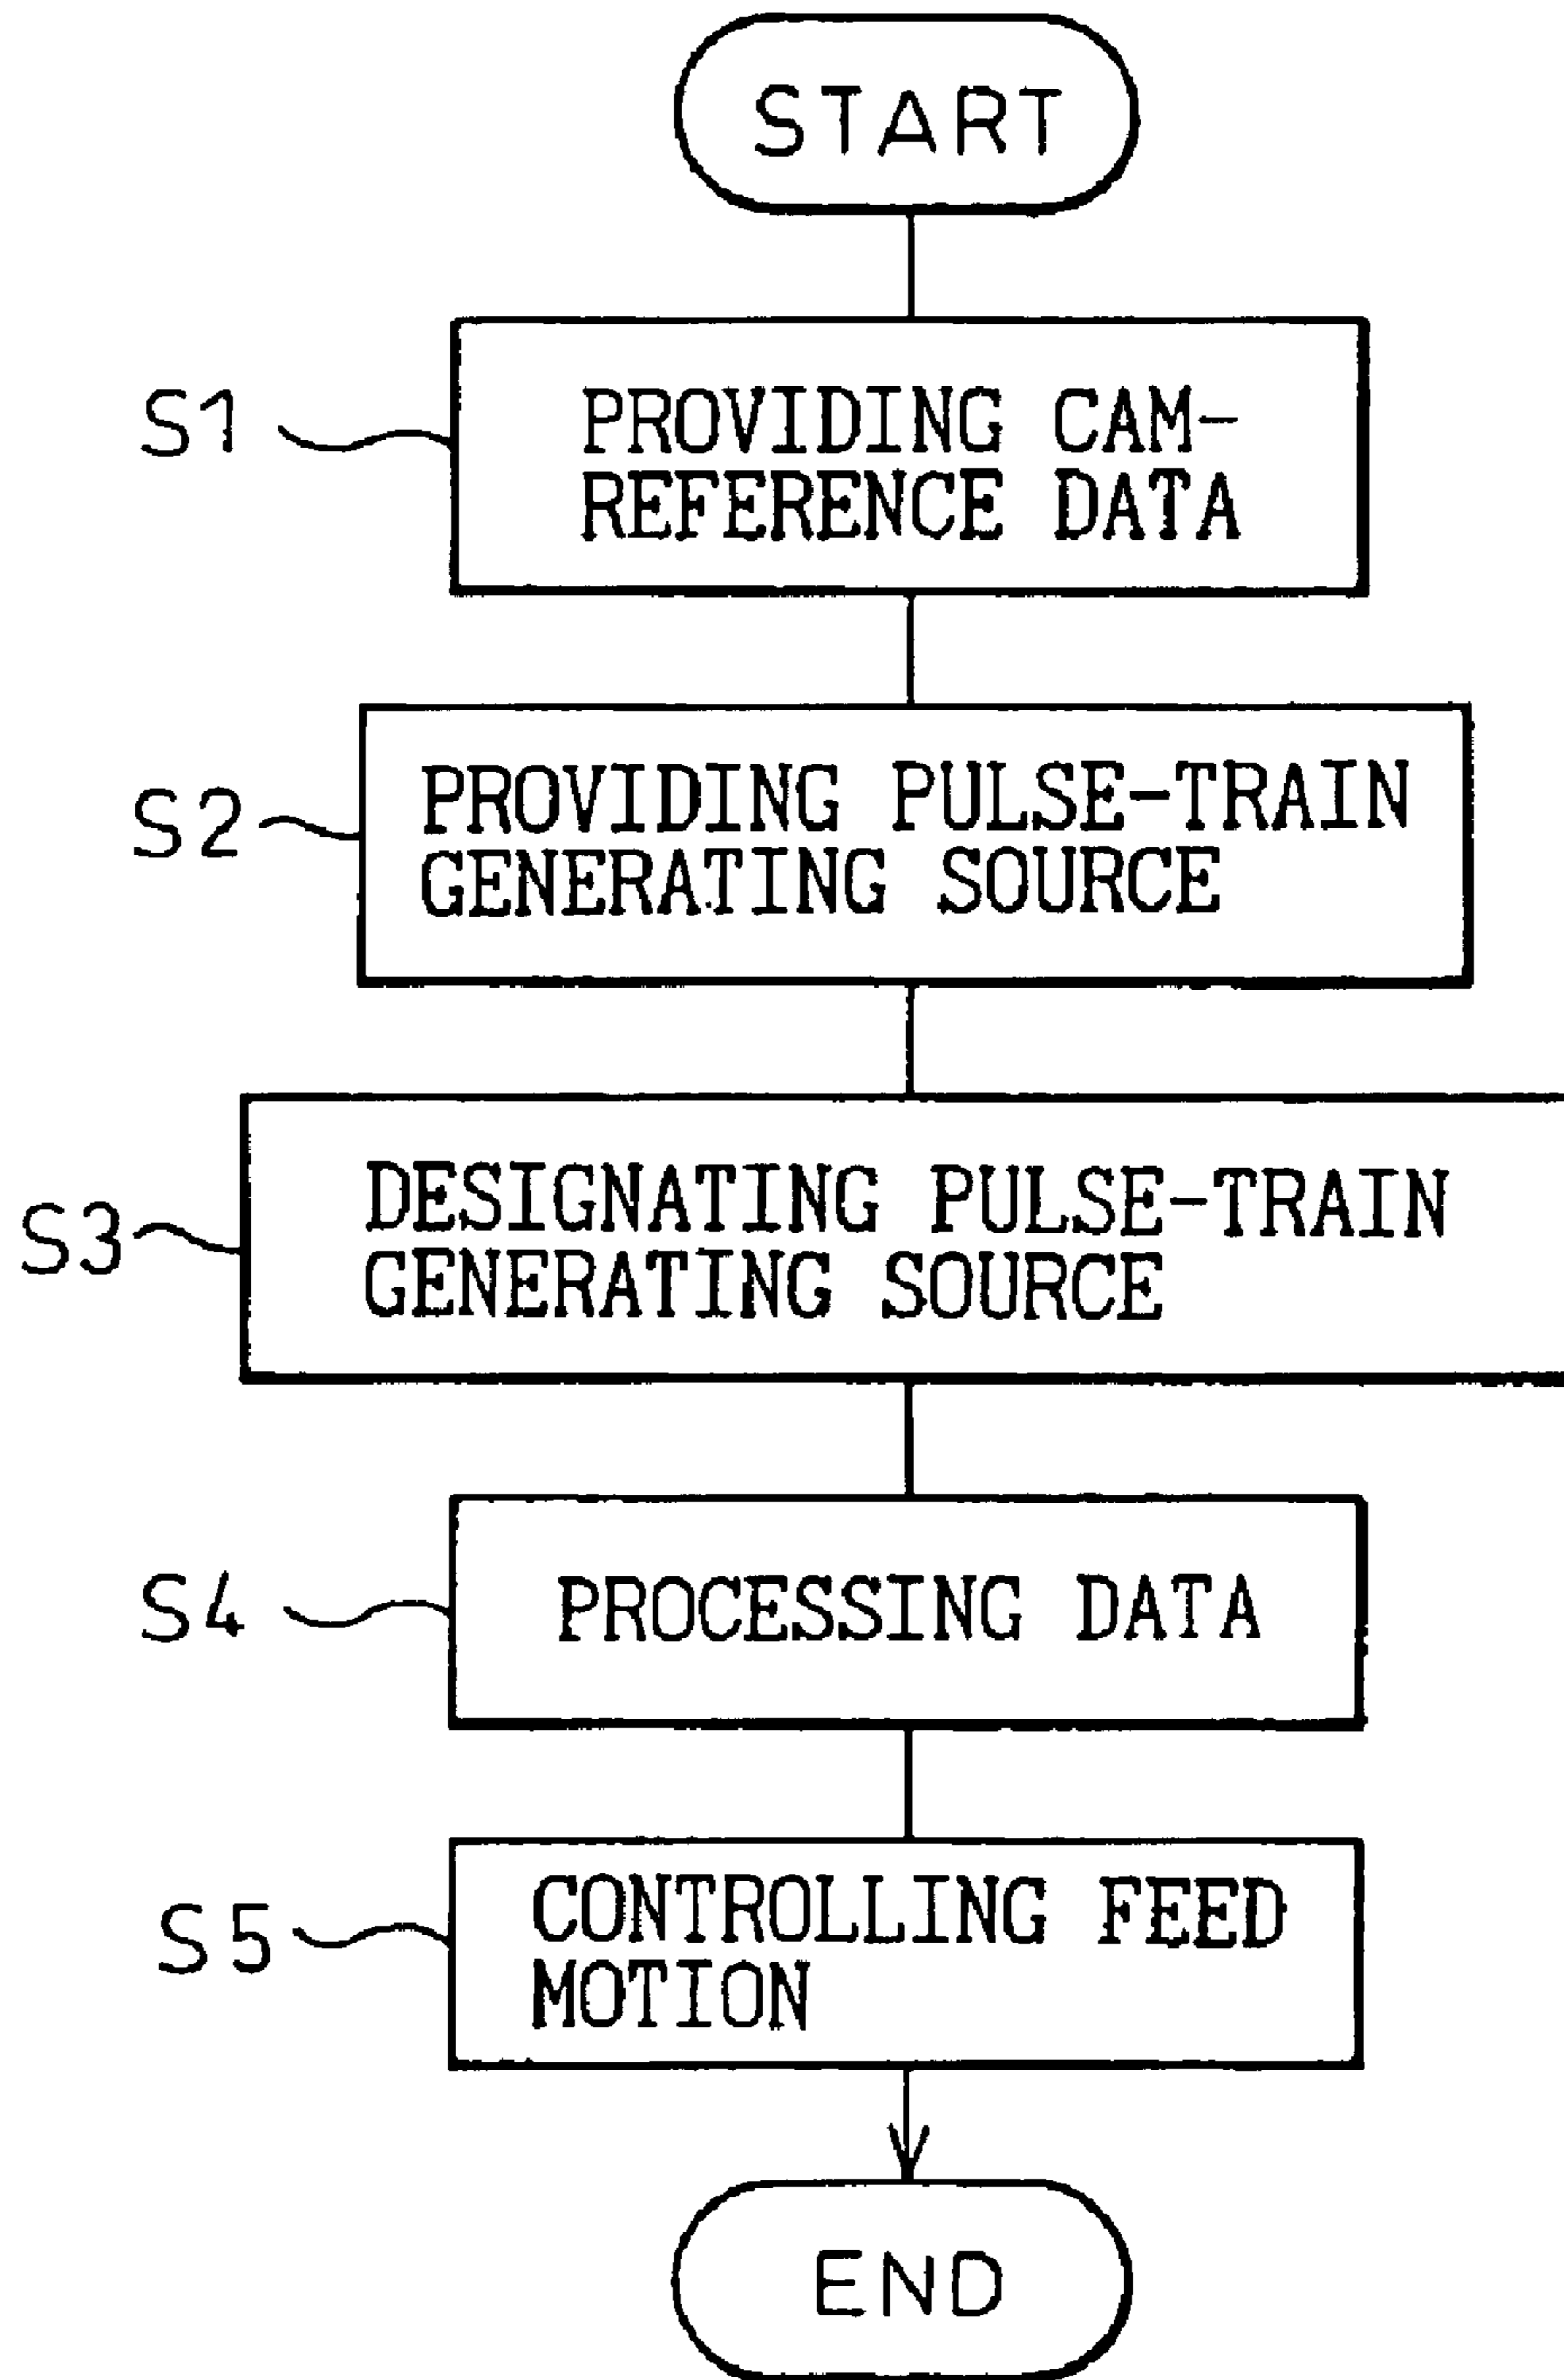 START
S1
PROVIDING CAM-
REFERENCE DATA
S2
PROVIDING PULSE-TRAIN
GENERATING SOURCE
S3
DESIGNATING PULSE-TRAIN
GENERATING SOURCE
S4
PROCESSING DATA
S5
CONTROLLING FEED
MOTION
END